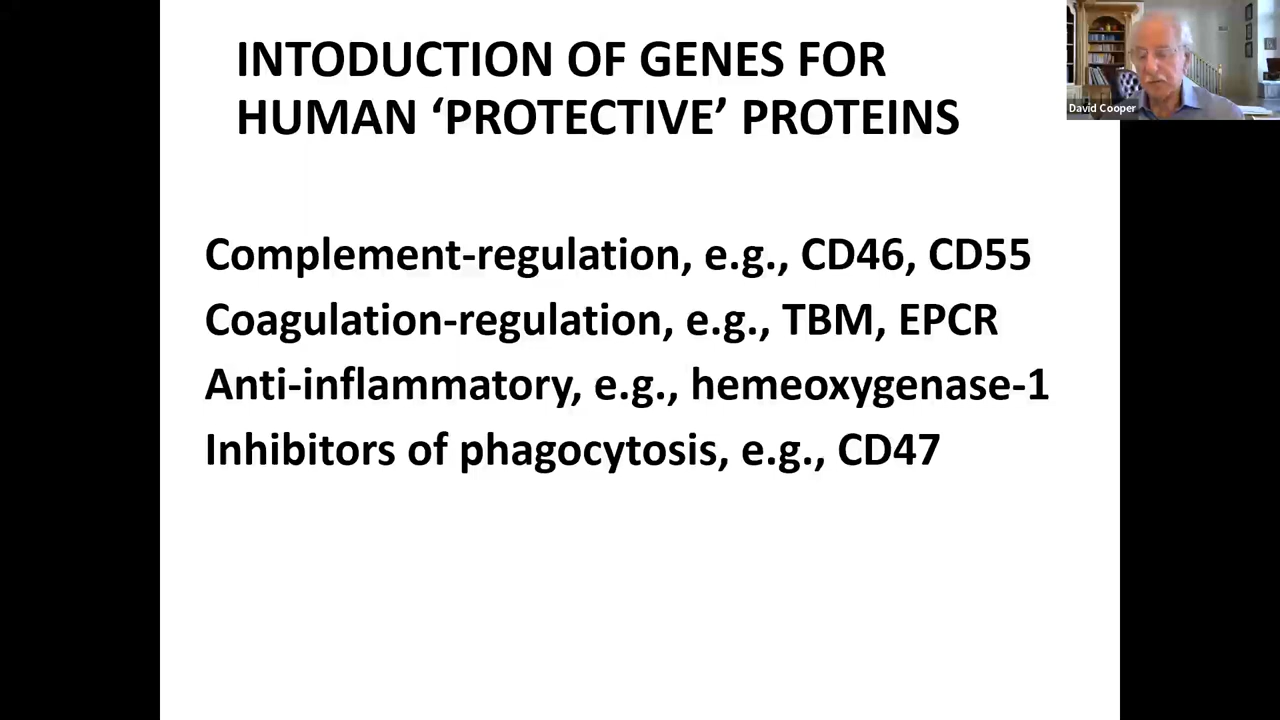 INTODUCTION OF GENES FOR
HUMAN ‘PROTECTIVE’ PROTEINS
David Cooper
Complement-regulation, e.g., CD46, CD55
Coagulation-regulation, e.g., TBM, EPCR
Anti-inflammatory, e.g., hemeoxygenase-1
Inhibitors of phagocytosis, e.g., CD47